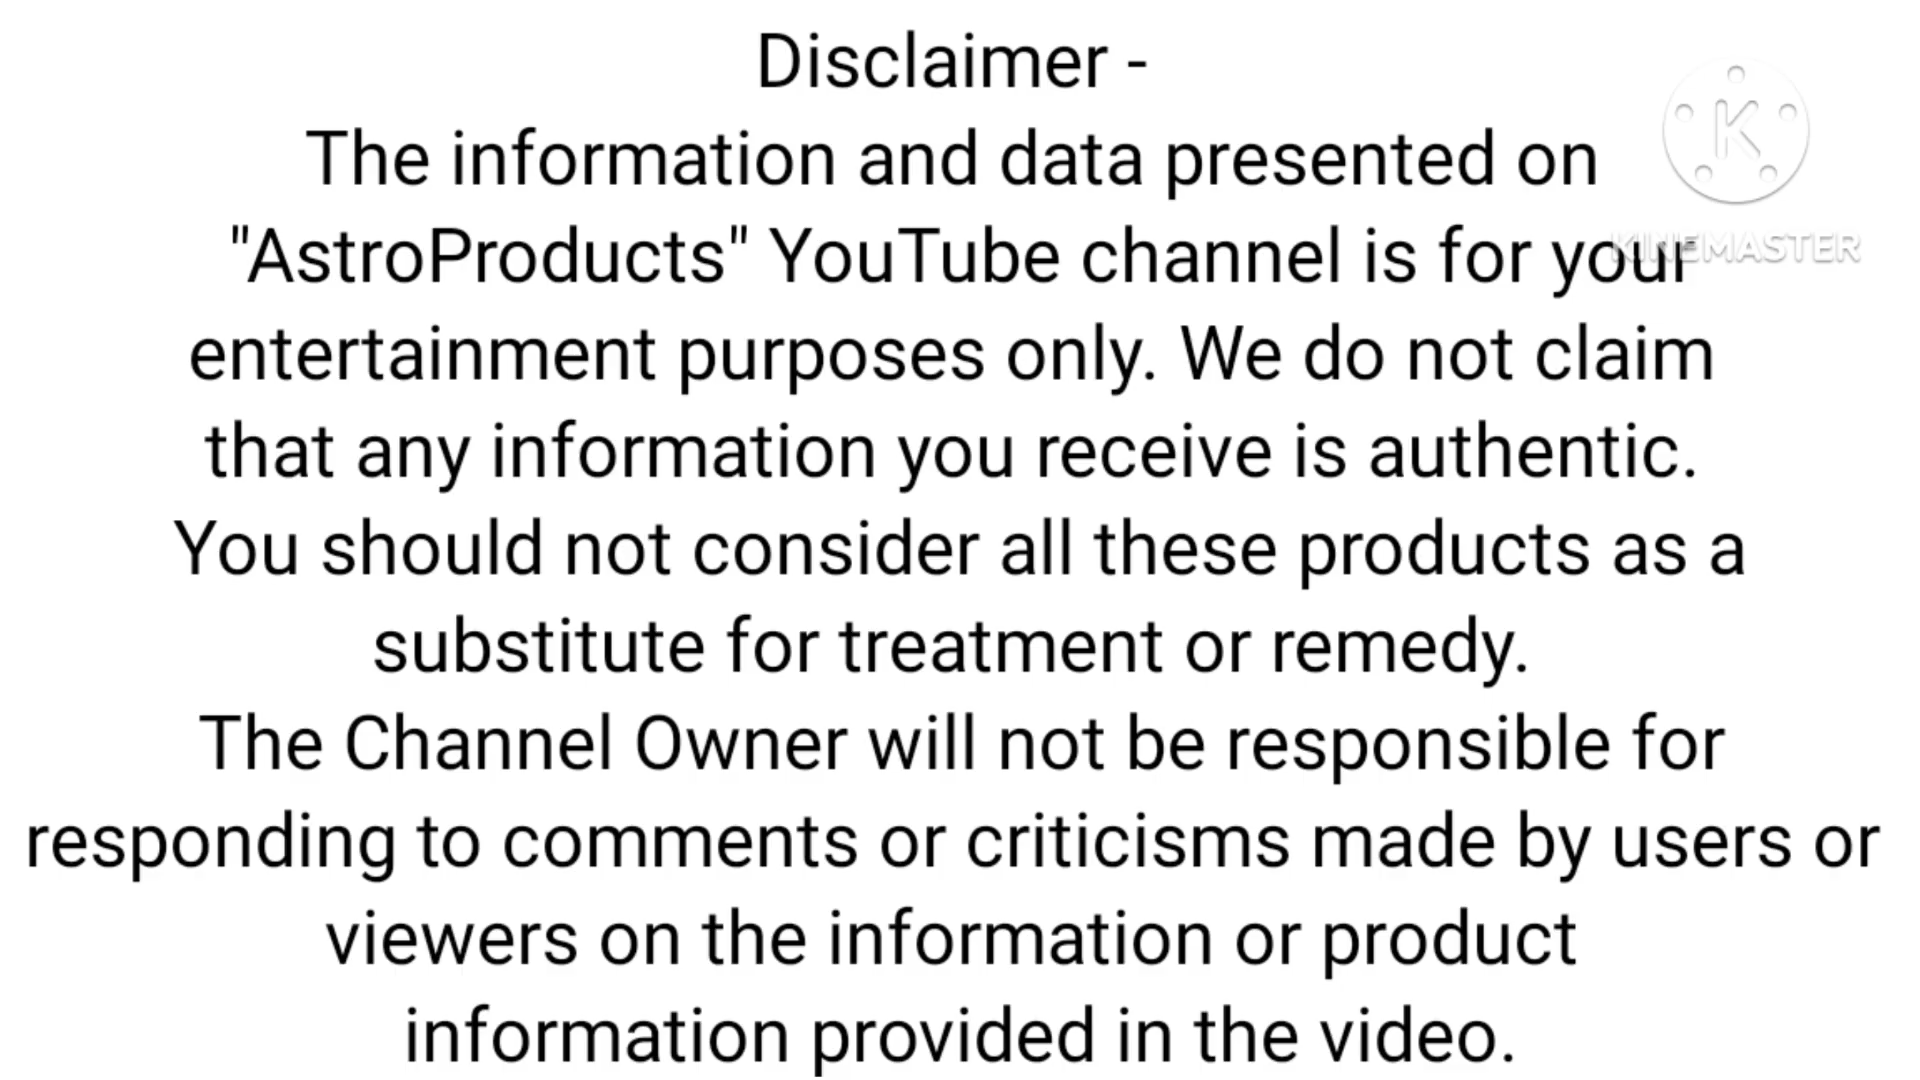 Disclaimer -
The information and data presented on
"AstroProducts" YouTube channel is for your
KINEMASTER
entertainment purposes only. We do not claim
that any information you receive is authentic.
You should not consider all these products as a
substitute for treatment or remedy.
The Channel Owner will not be responsible for
responding to comments or criticisms made by users or
viewers on the information or product
information provided in the video.